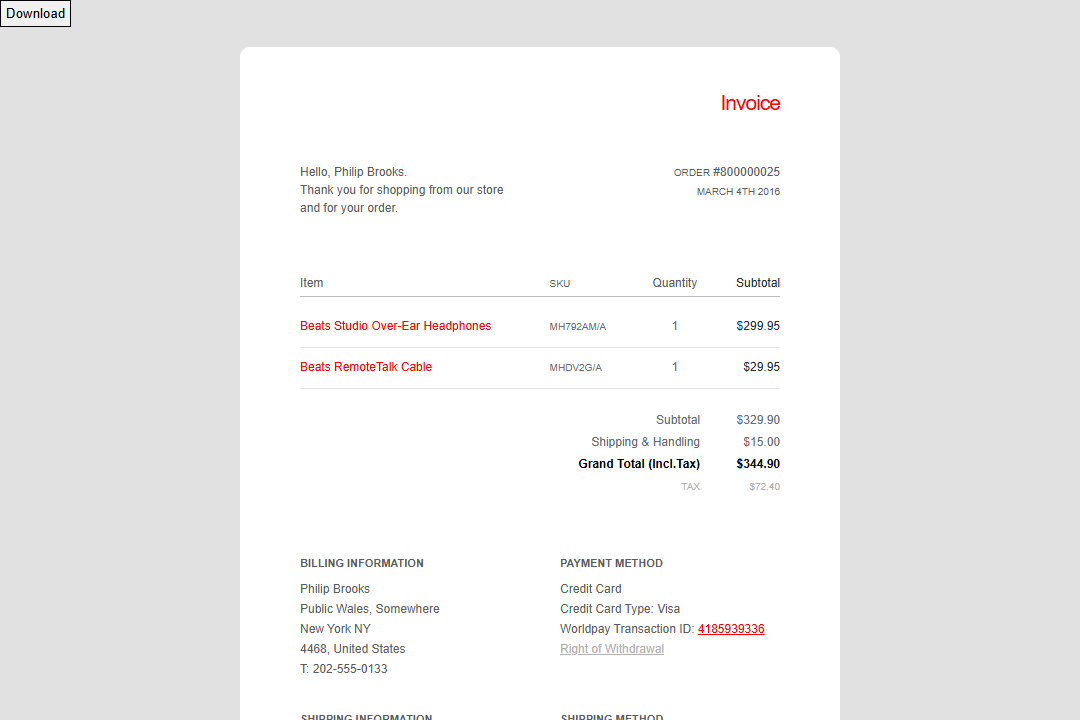 Download
Invoice
Hello, Philip Brooks.
Thank you for shopping from our store
and for your order.
ORDER #800000025
MARCH 4TH 2016
Item SKU Quantity Subtotal
Beats Studio Over-Ear Headphones MH792AM/A 1 $299.95
Beats RemoteTalk Cable MHDV2G/A 1 $29.95
Subtotal $329.90
Shipping & Handling $15.00
Grand Total (Incl.Tax) $344.90
TAX $72.40
BILLING INFORMATION
Philip Brooks
Public Wales, Somewhere
New York NY
4468, United States
T: 202-555-0133
PAYMENT METHOD
Credit Card
Credit Card Type: Visa
Worldpay Transaction ID: 4185939336
Right of Withdrawal
SHIPPING INFORMATION
SHIPPING METHOD